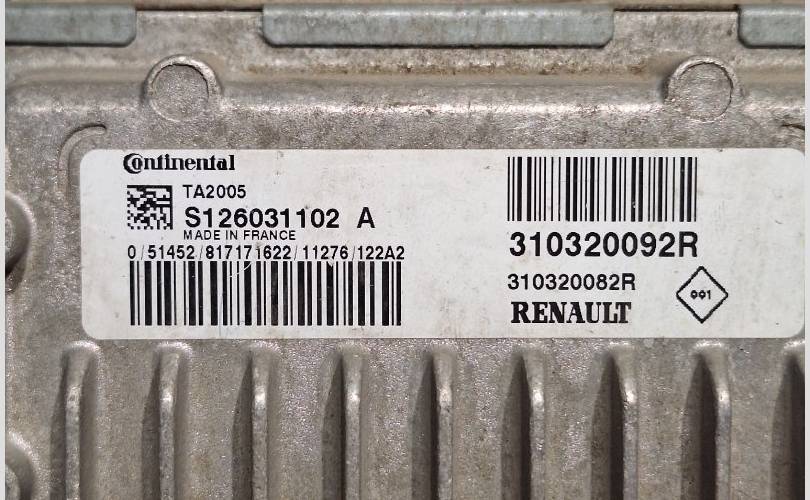 Continental
TA2005
S126031102 A
MADE IN FRANCE
0/51452/817171622/11276/122A2
310320092R
310320082R
RENAULT
001